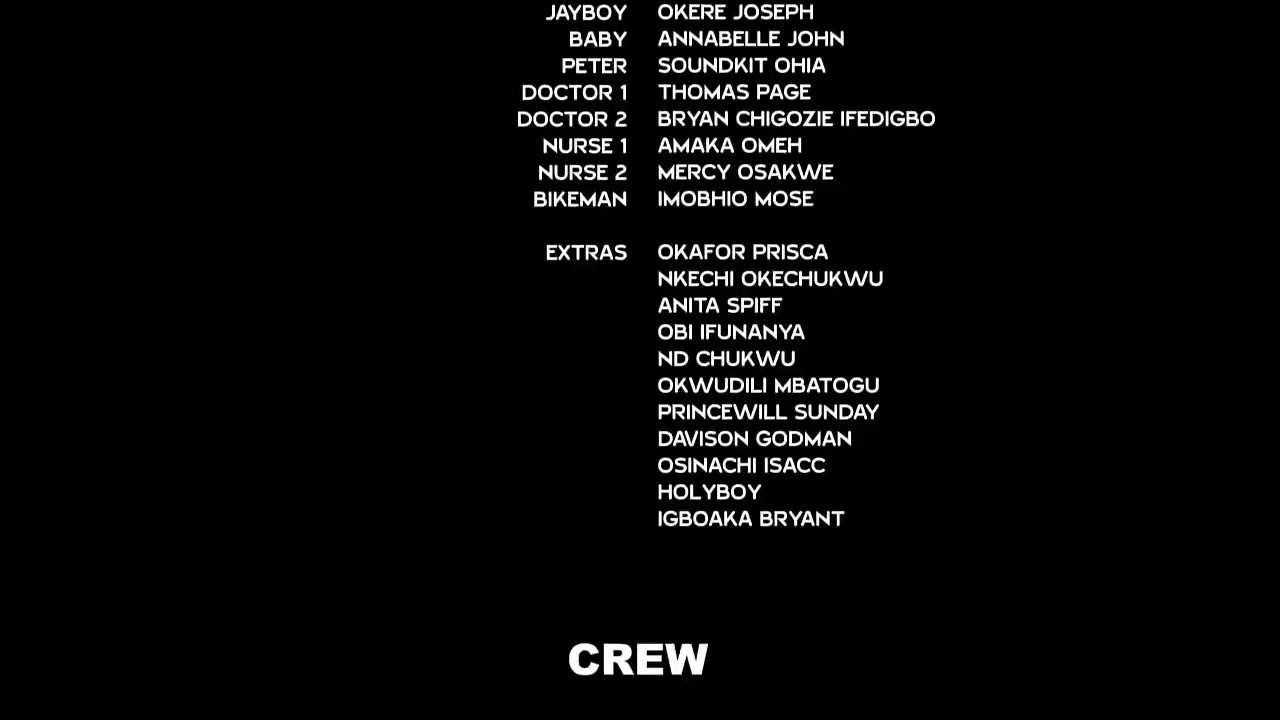 JAYBOY OKERE JOSEPH
BABY ANNABELLE JOHN
PETER SOUNDKIT OHIA
DOCTOR 1 THOMAS PAGE
DOCTOR 2 BRYAN CHIGOZIE IFEDIGBO
NURSE 1 AMAKA OMEH
NURSE 2 MERCY OSAKWE
BIKEMAN IMOBHIO MOSE
EXTRAS OKAFOR PRISCA
NKECHI OKECHUKWU
ANITA SPIFF
OBI IFUNANYA
ND CHUKWU
OKWUDILI MBATOGU
PRINCEWILL SUNDAY
DAVISON GODMAN
OSINACHI ISACC
HOLYBOY
IGBOAKA BRYANT
CREW